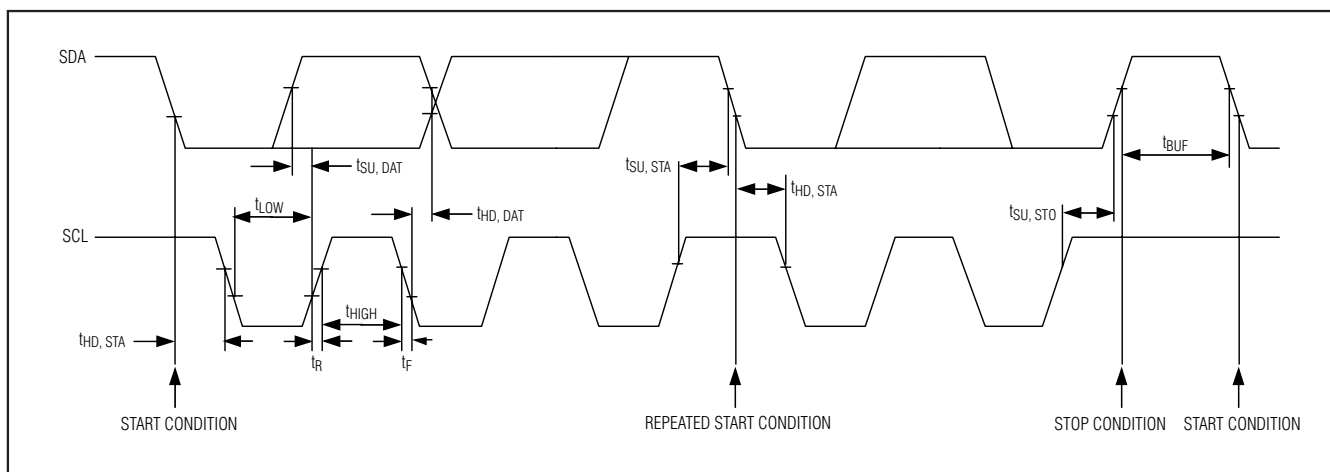 SDA
tSU, DAT
tSU, STA
tBUF
tLOW
tHD, DAT
tHD, STA
tSU, STO
SCL
tHIGH
tHD, STA
tR
tF
START CONDITION
REPEATED START CONDITION
STOP CONDITION
START CONDITION